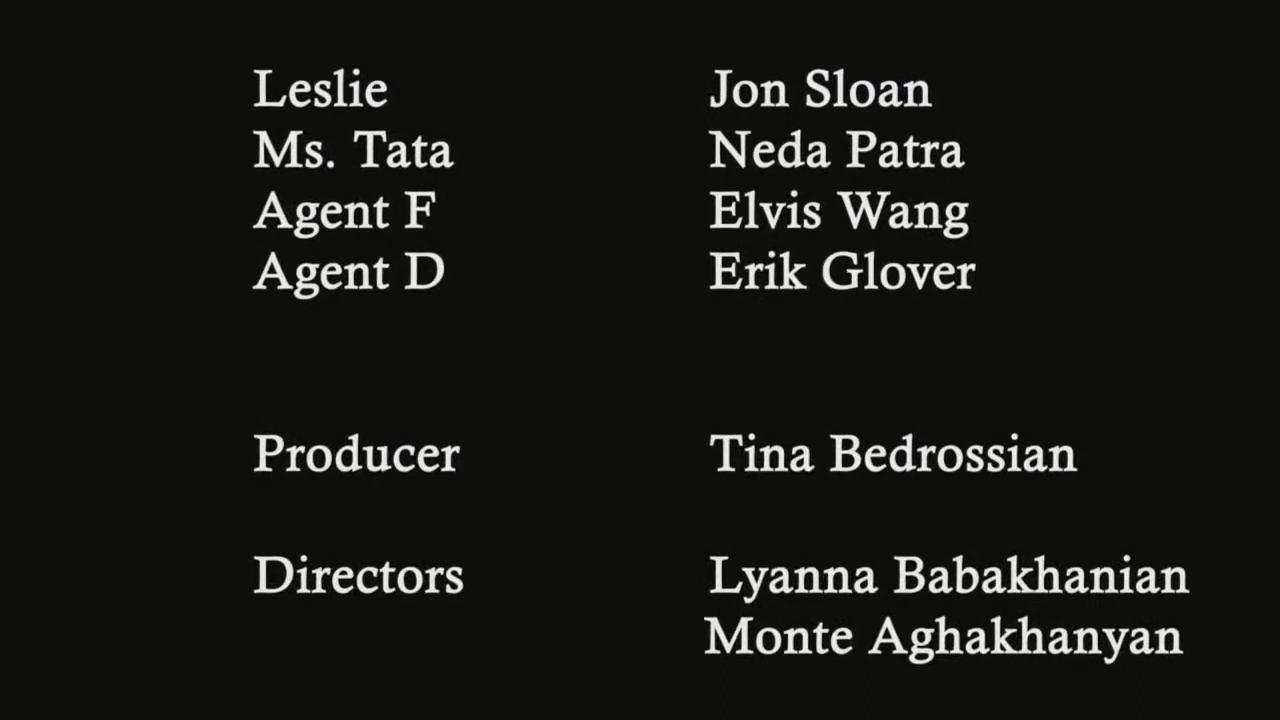 Leslie Jon Sloan
Ms. Tata Neda Patra
Agent F Elvis Wang
Agent D Erik Glover
Producer Tina Bedrossian
Directors Lyanna Babakhanian
Monte Aghakhanyan